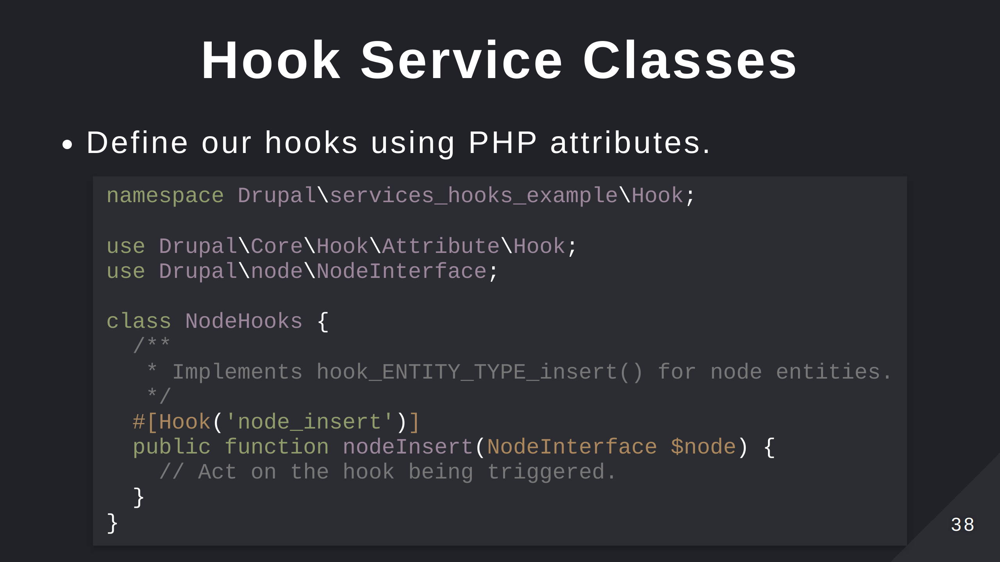 Hook Service Classes
• Define our hooks using PHP attributes.
namespace Drupal\services_hooks_example\Hook;

use Drupal\Core\Hook\Attribute\Hook;
use Drupal\node\NodeInterface;

class NodeHooks {
  /**
   * Implements hook_ENTITY_TYPE_insert() for node entities.
   */
  #[Hook('node_insert')]
  public function nodeInsert(NodeInterface $node) {
    // Act on the hook being triggered.
  }
}
38